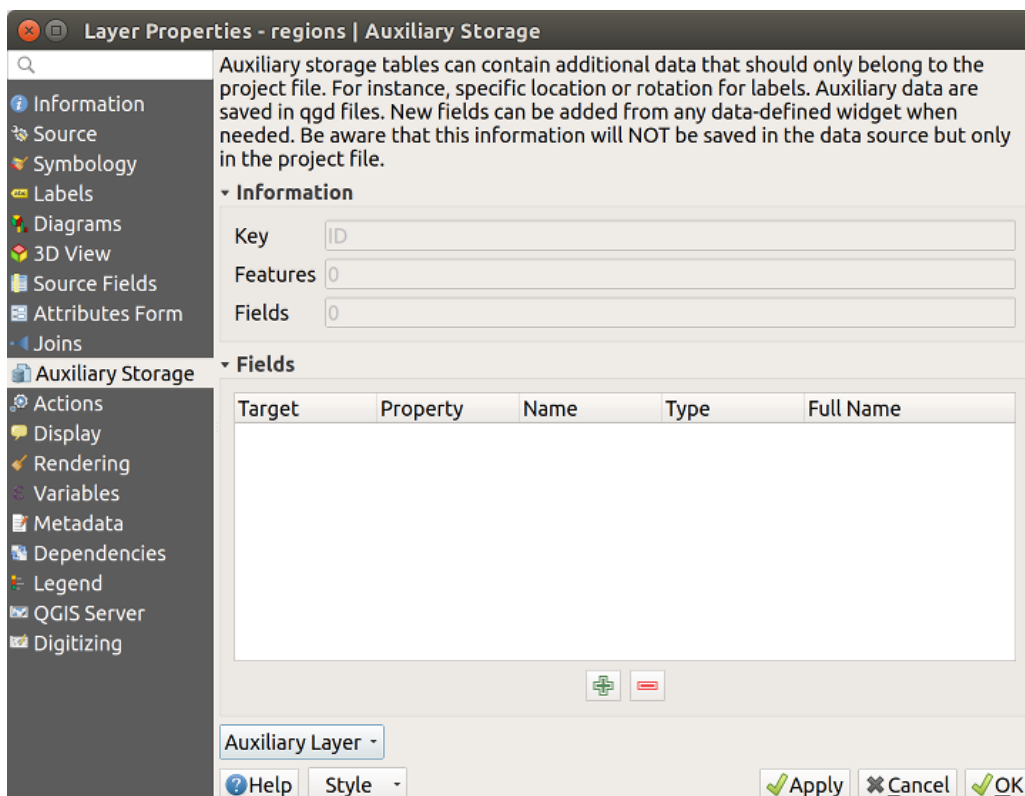 Layer Properties - regions | Auxiliary Storage
Information
Source
Symbology
Labels
Diagrams
3D View
Source Fields
Attributes Form
Joins
Auxiliary Storage
Actions
Display
Rendering
Variables
Metadata
Dependencies
Legend
QGIS Server
Digitizing
Auxiliary storage tables can contain additional data that should only belong to the
project file. For instance, specific location or rotation for labels. Auxiliary data are
saved in qgd files. New fields can be added from any data-defined widget when
needed. Be aware that this information will NOT be saved in the data source but only
in the project file.
Information
Key ID
Features 0
Fields 0
Fields
Target Property Name Type Full Name
Auxiliary Layer
Help Style Apply Cancel OK